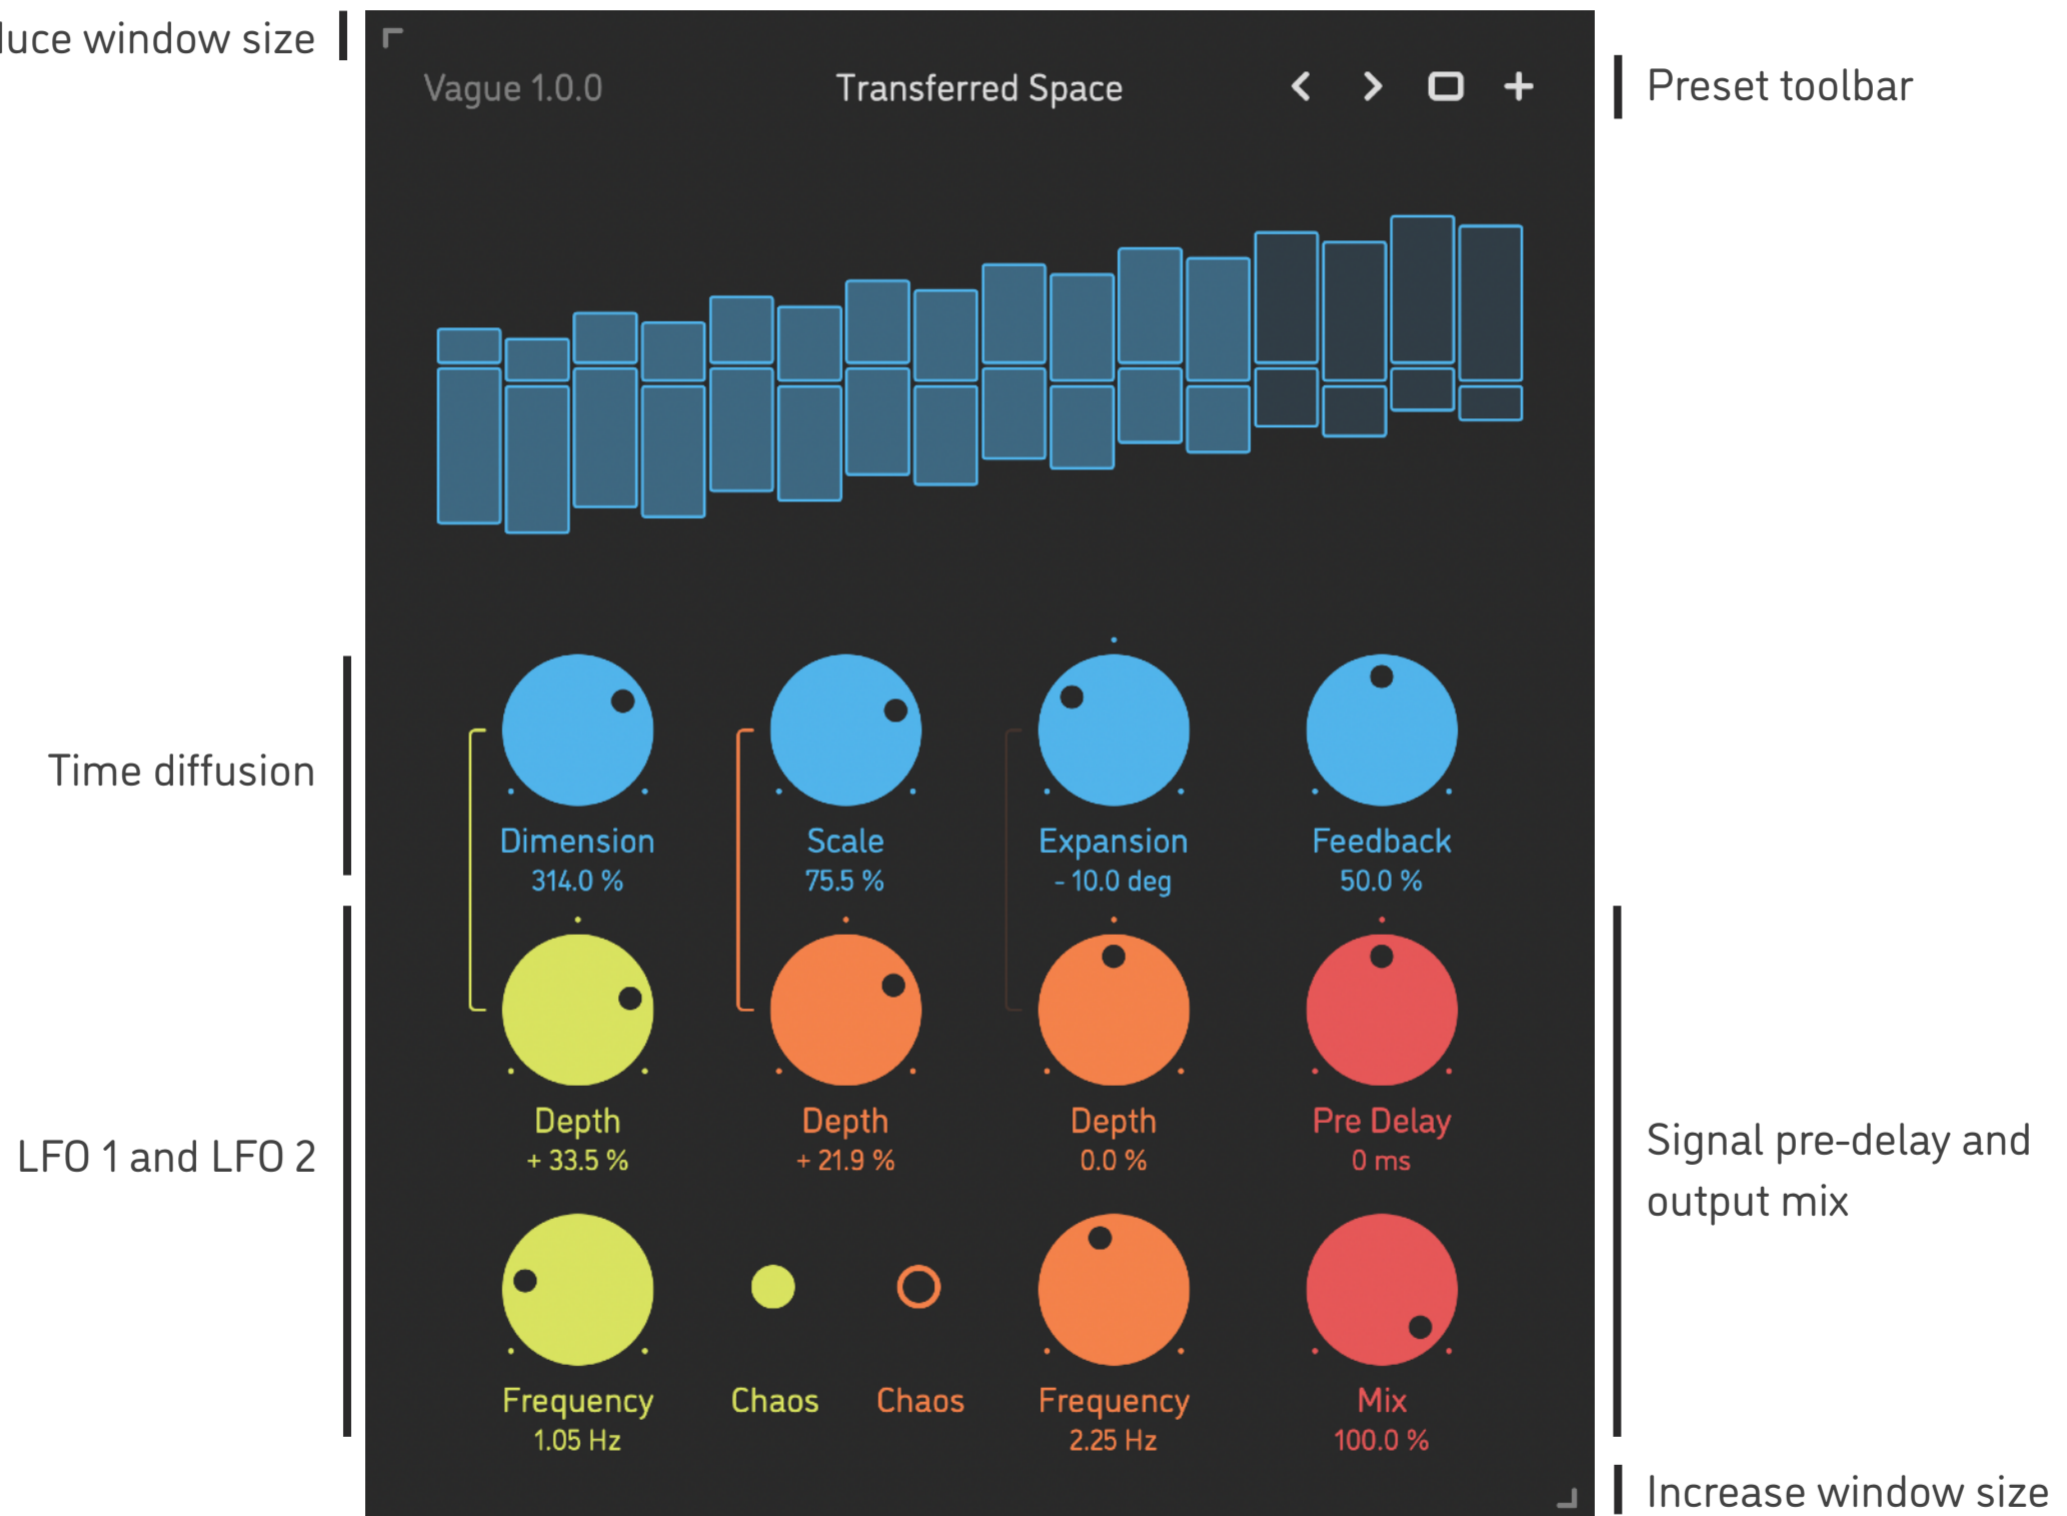 uce window size
Vague 1.0.0
Transferred Space
Preset toolbar
Time diffusion
Dimension
314.0 %
Scale
75.5 %
Expansion
- 10.0 deg
Feedback
50.0 %
LFO 1 and LFO 2
Depth
+ 33.5 %
Depth
+ 21.9 %
Depth
0.0 %
Pre Delay
0 ms
Signal pre-delay and
output mix
Frequency
1.05 Hz
Chaos
Chaos
Frequency
2.25 Hz
Mix
100.0 %
Increase window size